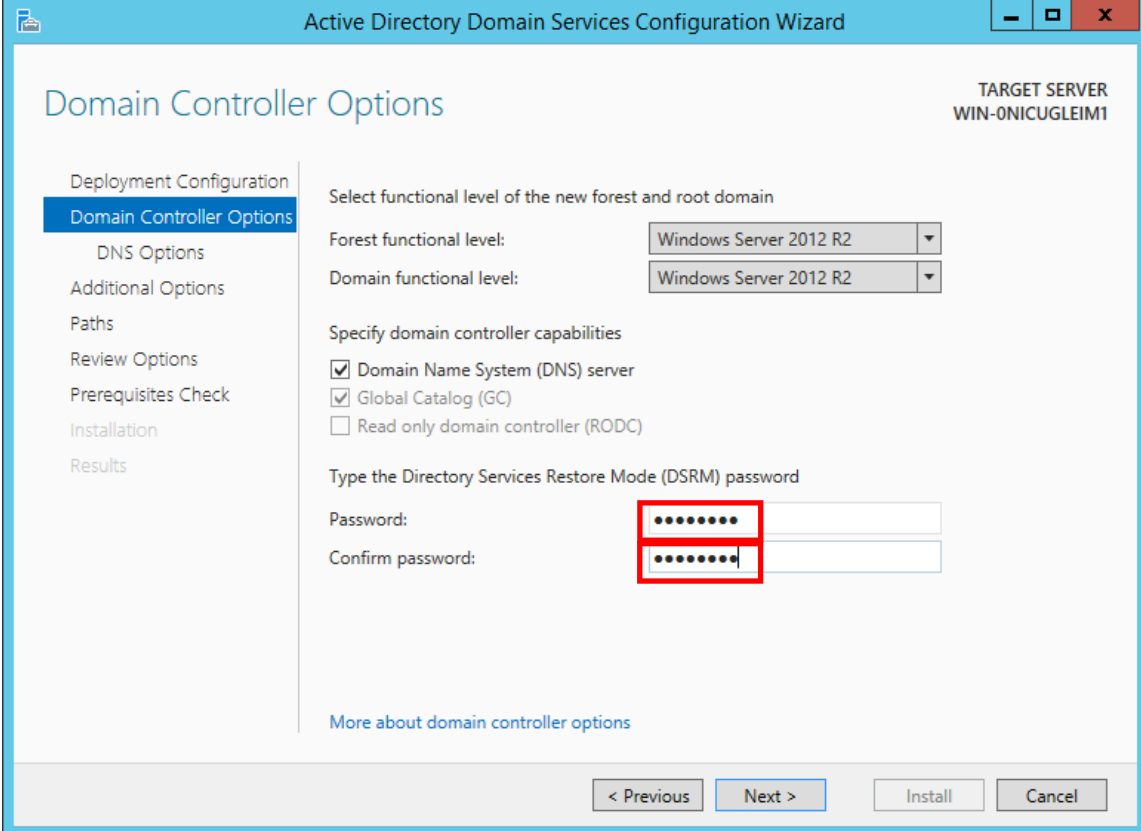 Active Directory Domain Services Configuration Wizard
Domain Controller Options
TARGET SERVER
WIN-0NICUGLEIM1
Deployment Configuration
Domain Controller Options
DNS Options
Additional Options
Paths
Review Options
Prerequisites Check
Installation
Results
Select functional level of the new forest and root domain
Forest functional level: Windows Server 2012 R2
Domain functional level: Windows Server 2012 R2
Specify domain controller capabilities
Domain Name System (DNS) server
Global Catalog (GC)
Read only domain controller (RODC)
Type the Directory Services Restore Mode (DSRM) password
Password: ••••••••
Confirm password: ••••••••
More about domain controller options
< Previous Next > Install Cancel